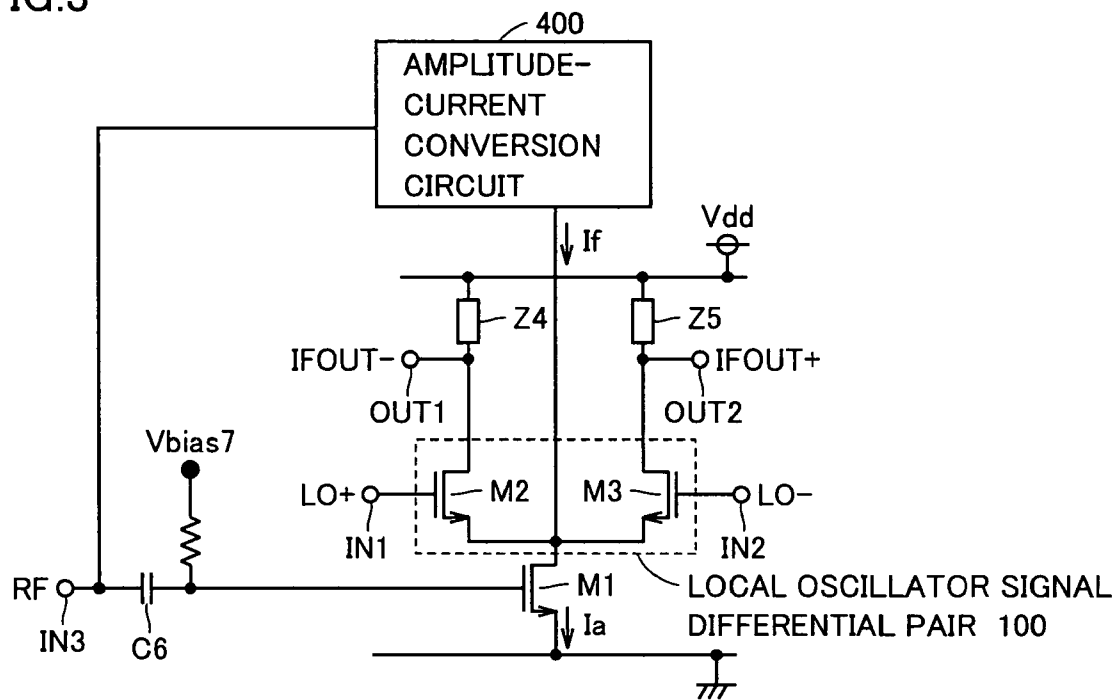 IG.3
400
AMPLITUDE-
CURRENT
CONVERSION
CIRCUIT
If
Vdd
Z4
Z5
IFOUT-
IFOUT+
OUT1
OUT2
Vbias7
LO+
M2
M3
LO-
IN1
IN2
RF
M1
LOCAL OSCILLATOR SIGNAL
DIFFERENTIAL PAIR 100
IN3
C6
Ia